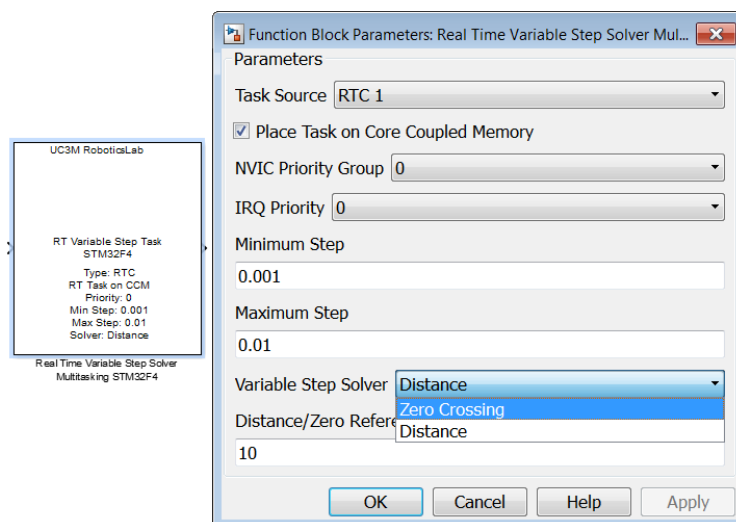 UC3M RoboticsLab
RT Variable Step Task
STM32F4
Type: RTC
RT Task on CCM
Priority: 0
Min Step: 0.001
Max Step: 0.01
Solver: Distance
Real Time Variable Step Solver
Multitasking STM32F4
Function Block Parameters: Real Time Variable Step Solver Mul...
Parameters
Task Source RTC 1
Place Task on Core Coupled Memory
NVIC Priority Group 0
IRQ Priority 0
Minimum Step
0.001
Maximum Step
0.01
Variable Step Solver Distance
Zero Crossing
Distance/Zero Refere
Distance
10
OK Cancel Help Apply